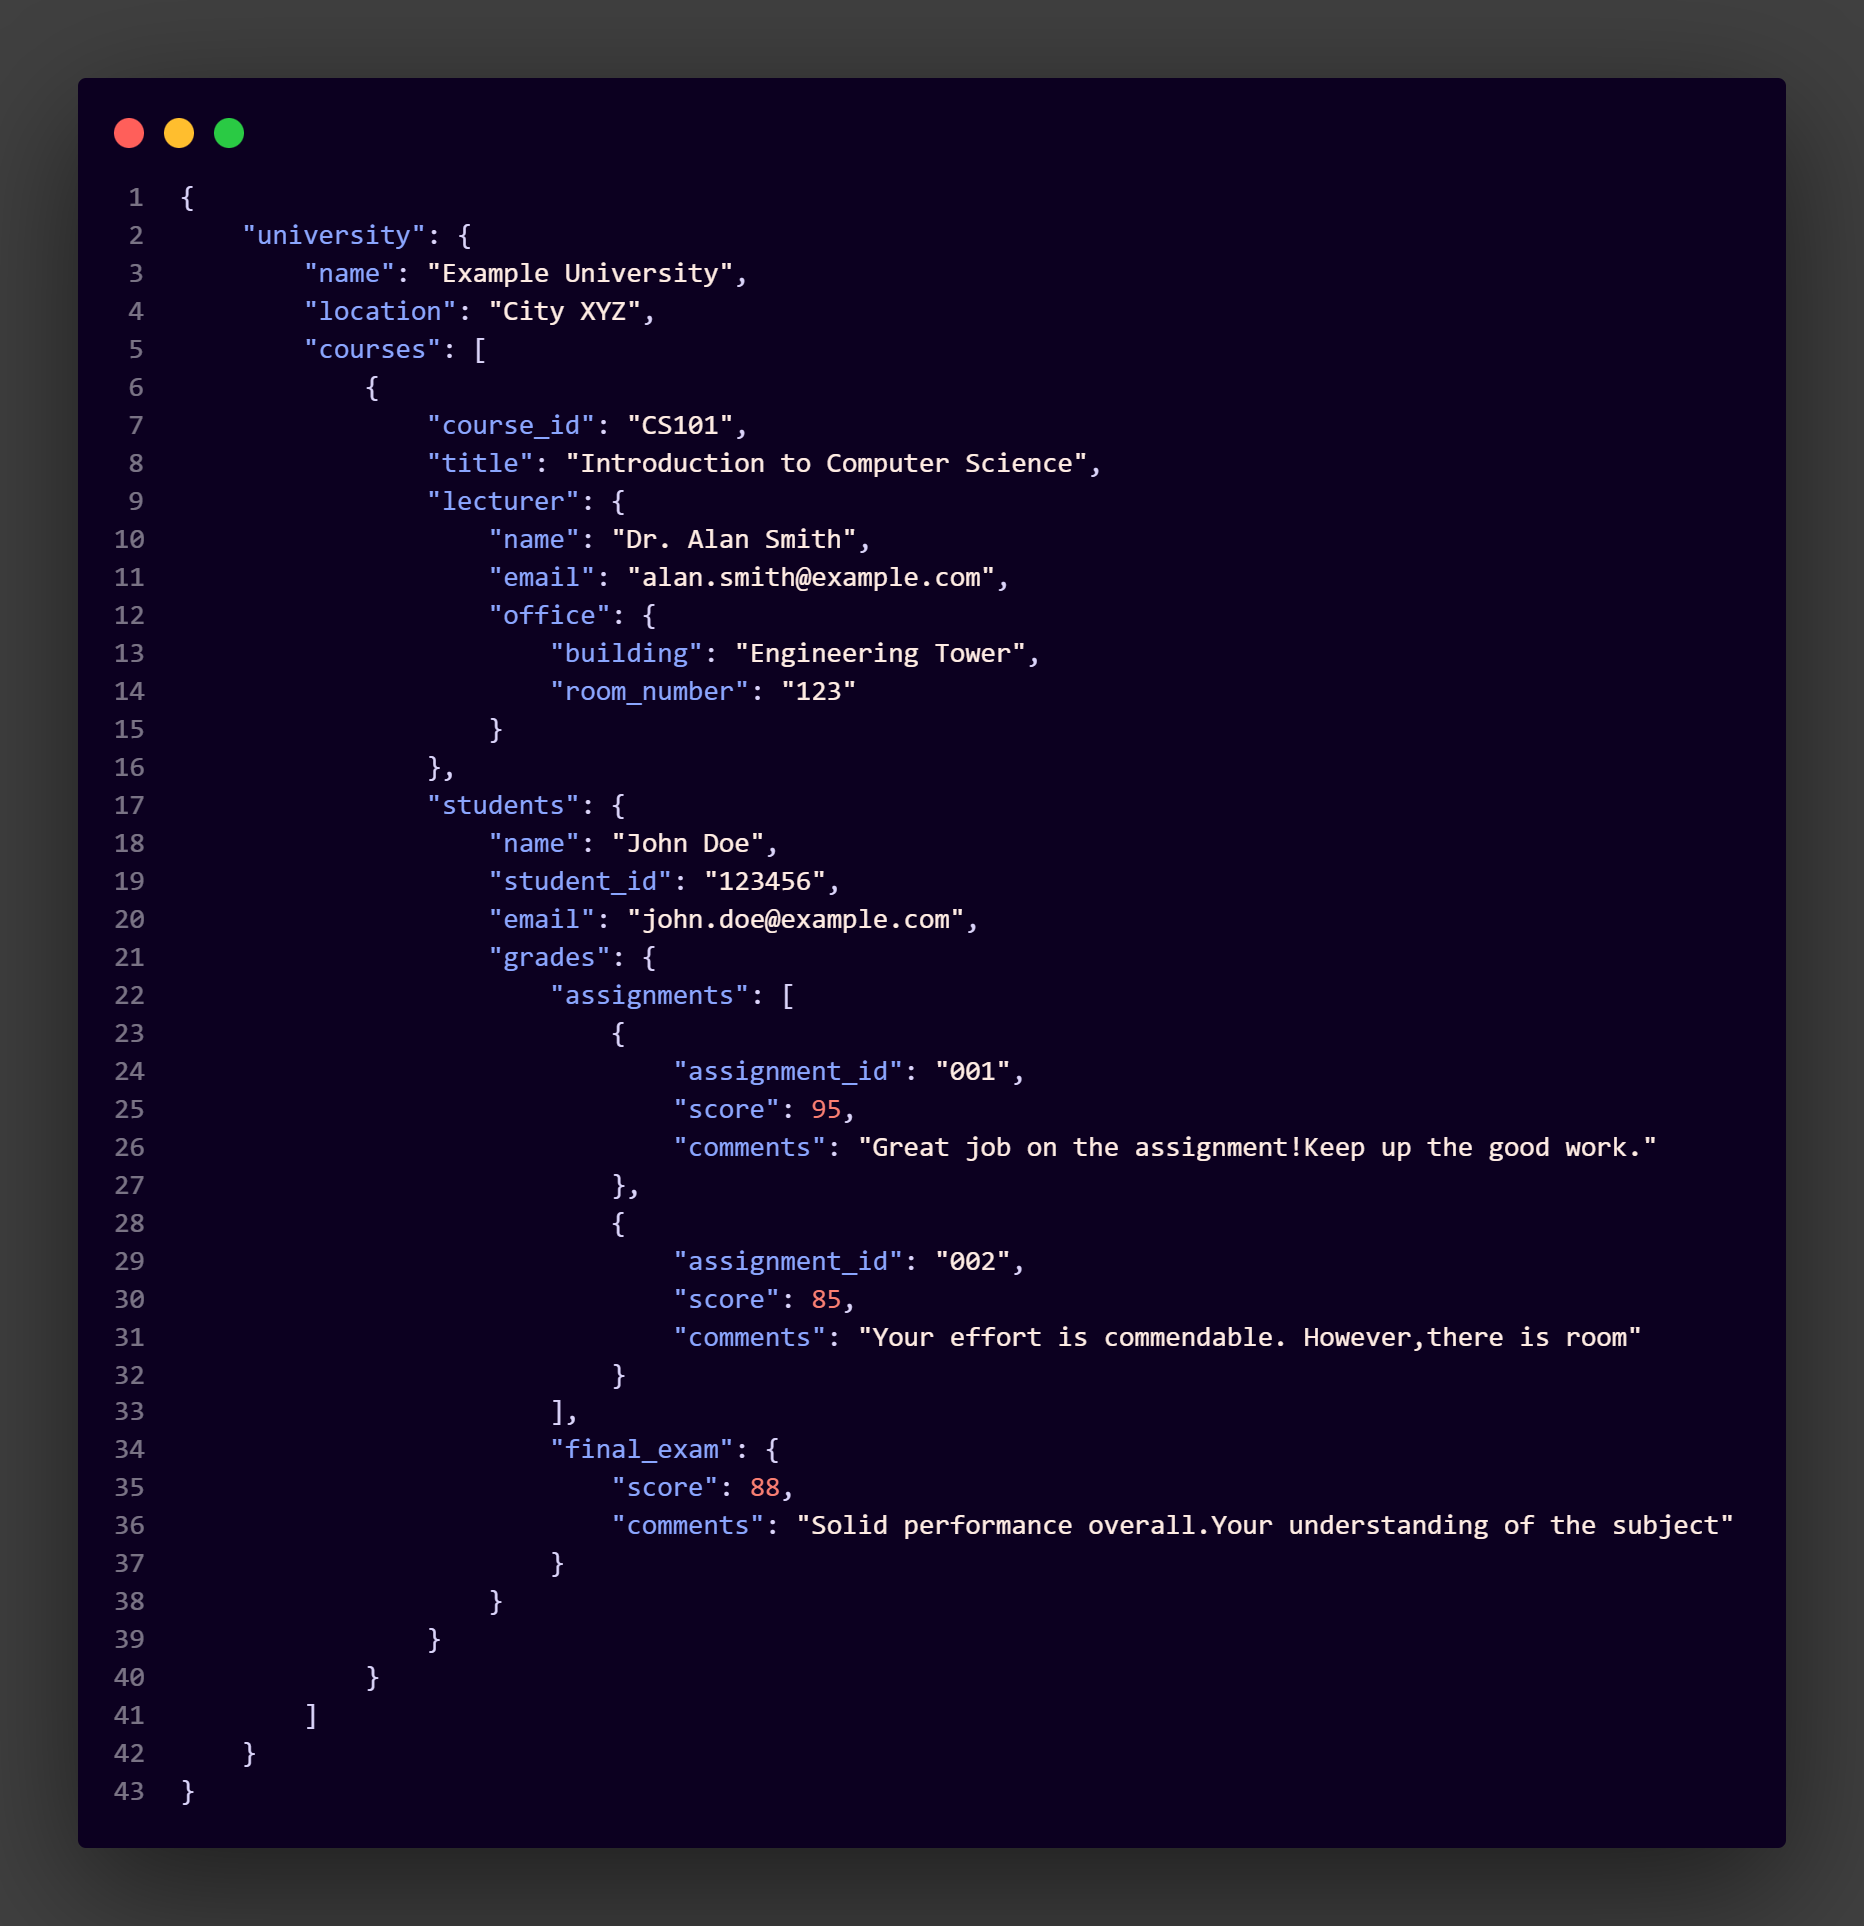 1 {
2     "university": {
3         "name": "Example University",
4         "location": "City XYZ",
5         "courses": [
6             {
7                 "course_id": "CS101",
8                 "title": "Introduction to Computer Science",
9                 "lecturer": {
10                     "name": "Dr. Alan Smith",
11                     "email": "alan.smith@example.com",
12                     "office": {
13                         "building": "Engineering Tower",
14                         "room_number": "123"
15                     }
16                 },
17                 "students": {
18                     "name": "John Doe",
19                     "student_id": "123456",
20                     "email": "john.doe@example.com",
21                     "grades": {
22                         "assignments": [
23                             {
24                                 "assignment_id": "001",
25                                 "score": 95,
26                                 "comments": "Great job on the assignment!Keep up the good work."
27                             },
28                             {
29                                 "assignment_id": "002",
30                                 "score": 85,
31                                 "comments": "Your effort is commendable. However,there is room"
32                             }
33                         ],
34                         "final_exam": {
35                             "score": 88,
36                             "comments": "Solid performance overall.Your understanding of the subject"
37                         }
38                     }
39                 }
40             }
41         ]
42     }
43 }